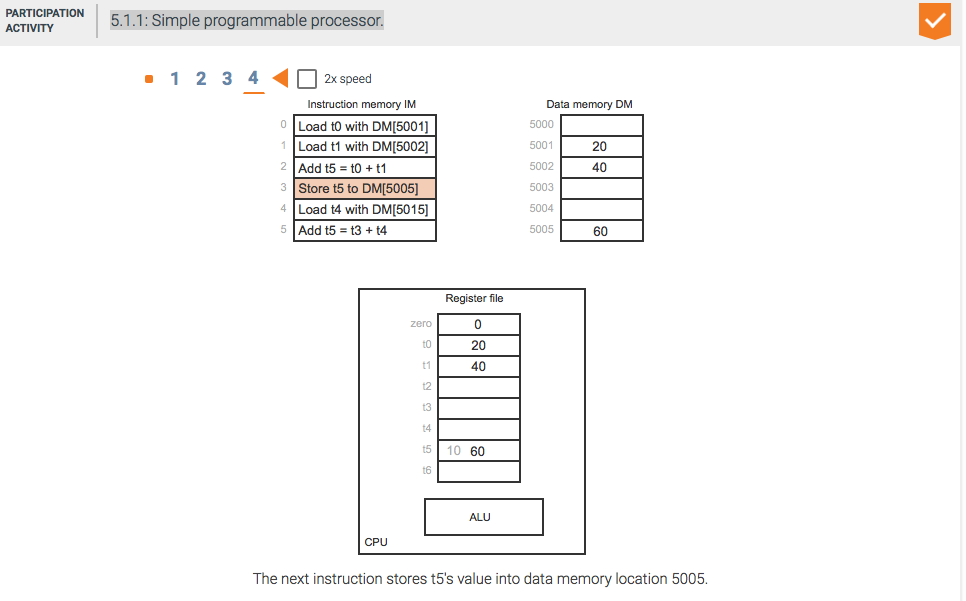 PARTICIPATION
ACTIVITY
5.1.1: Simple programmable processor.
1 2 3 4 2x speed
Instruction memory IM
0 Load t0 with DM[5001]
1 Load t1 with DM[5002]
2 Add t5 = t0 + t1
3 Store t5 to DM[5005]
4 Load t4 with DM[5015]
5 Add t5 = t3 + t4
Data memory DM
5000
5001 20
5002 40
5003
5004
5005 60
Register file
zero 0
t0 20
t1 40
t2
t3
t4
t5 10 60
t6
ALU
CPU
The next instruction stores t5's value into data memory location 5005.